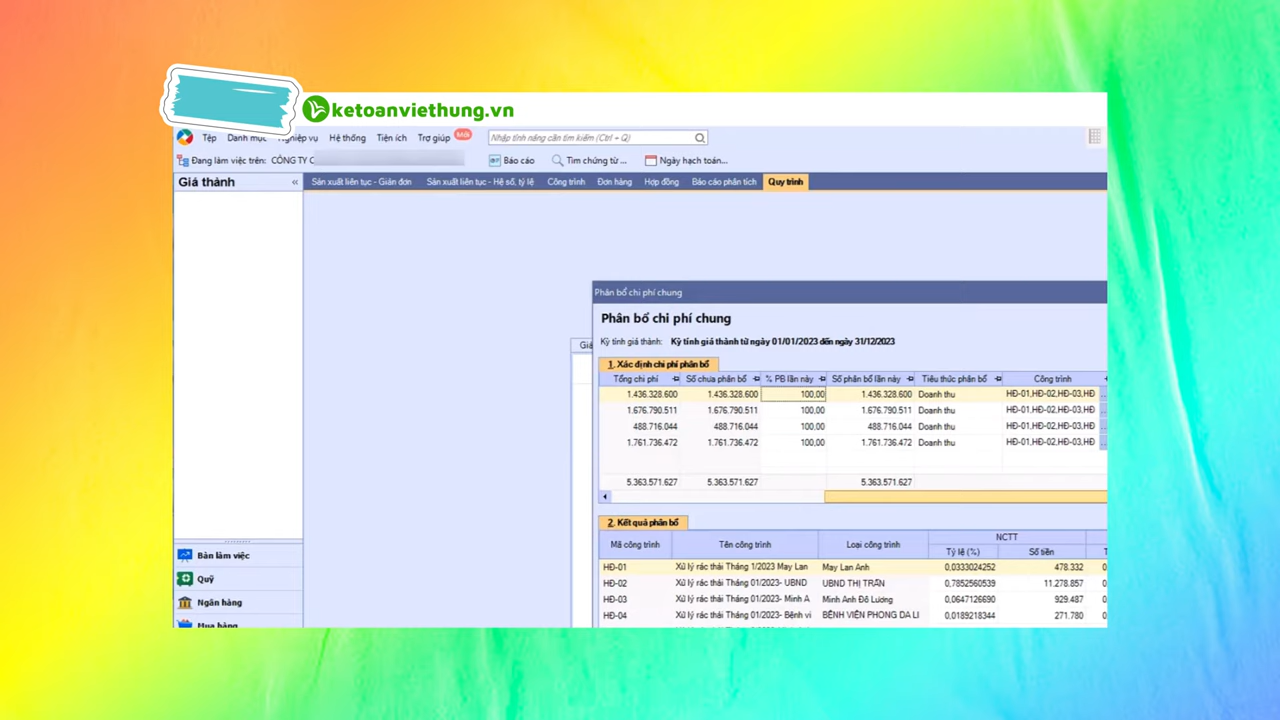 ketoanviethung.vn
Tệp Danh mục Nghiệp vụ Hệ thống Tiện ích Trợ giúp Mới Nhập tính năng cần tìm kiếm (Ctrl + Q)
Đang làm việc trên: CÔNG TY C Báo cáo Tìm chứng từ ... Ngày hạch toán...
Giá thành « Sản xuất liên tục - Giản đơn Sản xuất liên tục - Hệ số, tỷ lệ Công trình Đơn hàng Hợp đồng Báo cáo phân tích Quy trình
Phân bổ chi phí chung
Phân bổ chi phí chung
Kỳ tính giá thành: Kỳ tính giá thành từ ngày 01/01/2023 đến ngày 31/12/2023
1. Xác định chi phí phân bổ
Tổng chi phí Số chưa phân bổ % PB lần này Số phân bổ lần này Tiêu thức phân bổ Công trình
1.436.328.600 1.436.328.600 100,00 1.436.328.600 Doanh thu HĐ-01,HĐ-02,HĐ-03,HĐ
1.676.790.511 1.676.790.511 100,00 1.676.790.511 Doanh thu HĐ-01,HĐ-02,HĐ-03,HĐ
488.716.044 488.716.044 100,00 488.716.044 Doanh thu HĐ-01,HĐ-02,HĐ-03,HĐ
1.761.736.472 1.761.736.472 100,00 1.761.736.472 Doanh thu HĐ-01,HĐ-02,HĐ-03,HĐ
5.363.571.627 5.363.571.627 5.363.571.627
2. Kết quả phân bổ
Mã công trình Tên công trình Loại công trình NCTT
Tỷ lệ (%) Số tiền
HĐ-01 Xử lý rác thải Tháng 1/2023 May Lan May Lan Anh 0,0333024252 478.332
HĐ-02 Xử lý rác thải Tháng 01/2023- UBND UBND THỊ TRẤN 0,7852560539 11.278.857
HĐ-03 Xử lý rác thải Tháng 01/2023- Minh A Minh Anh Đô Lương 0,0647126690 929.487
HĐ-04 Xử lý rác thải Tháng 01/2023- Bệnh vi BỆNH VIỆN PHONG DA LI 0,0189218344 271.780
Bàn làm việc
Quỹ
Ngân hàng
Mua hàng